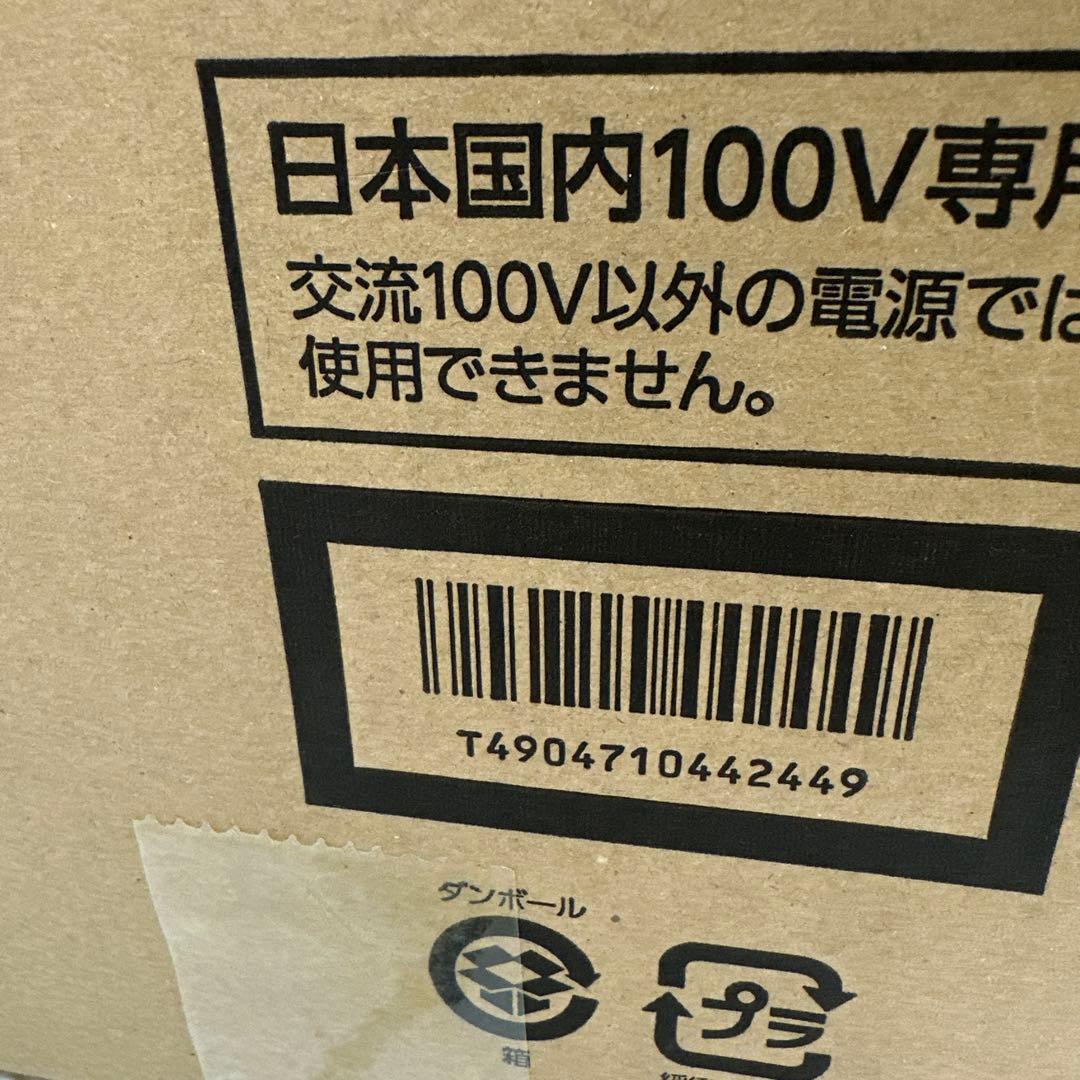 日本国内100V専用
交流100V以外の電源では
使用できません。
T4904710442449
ダンボール
箱
プラ